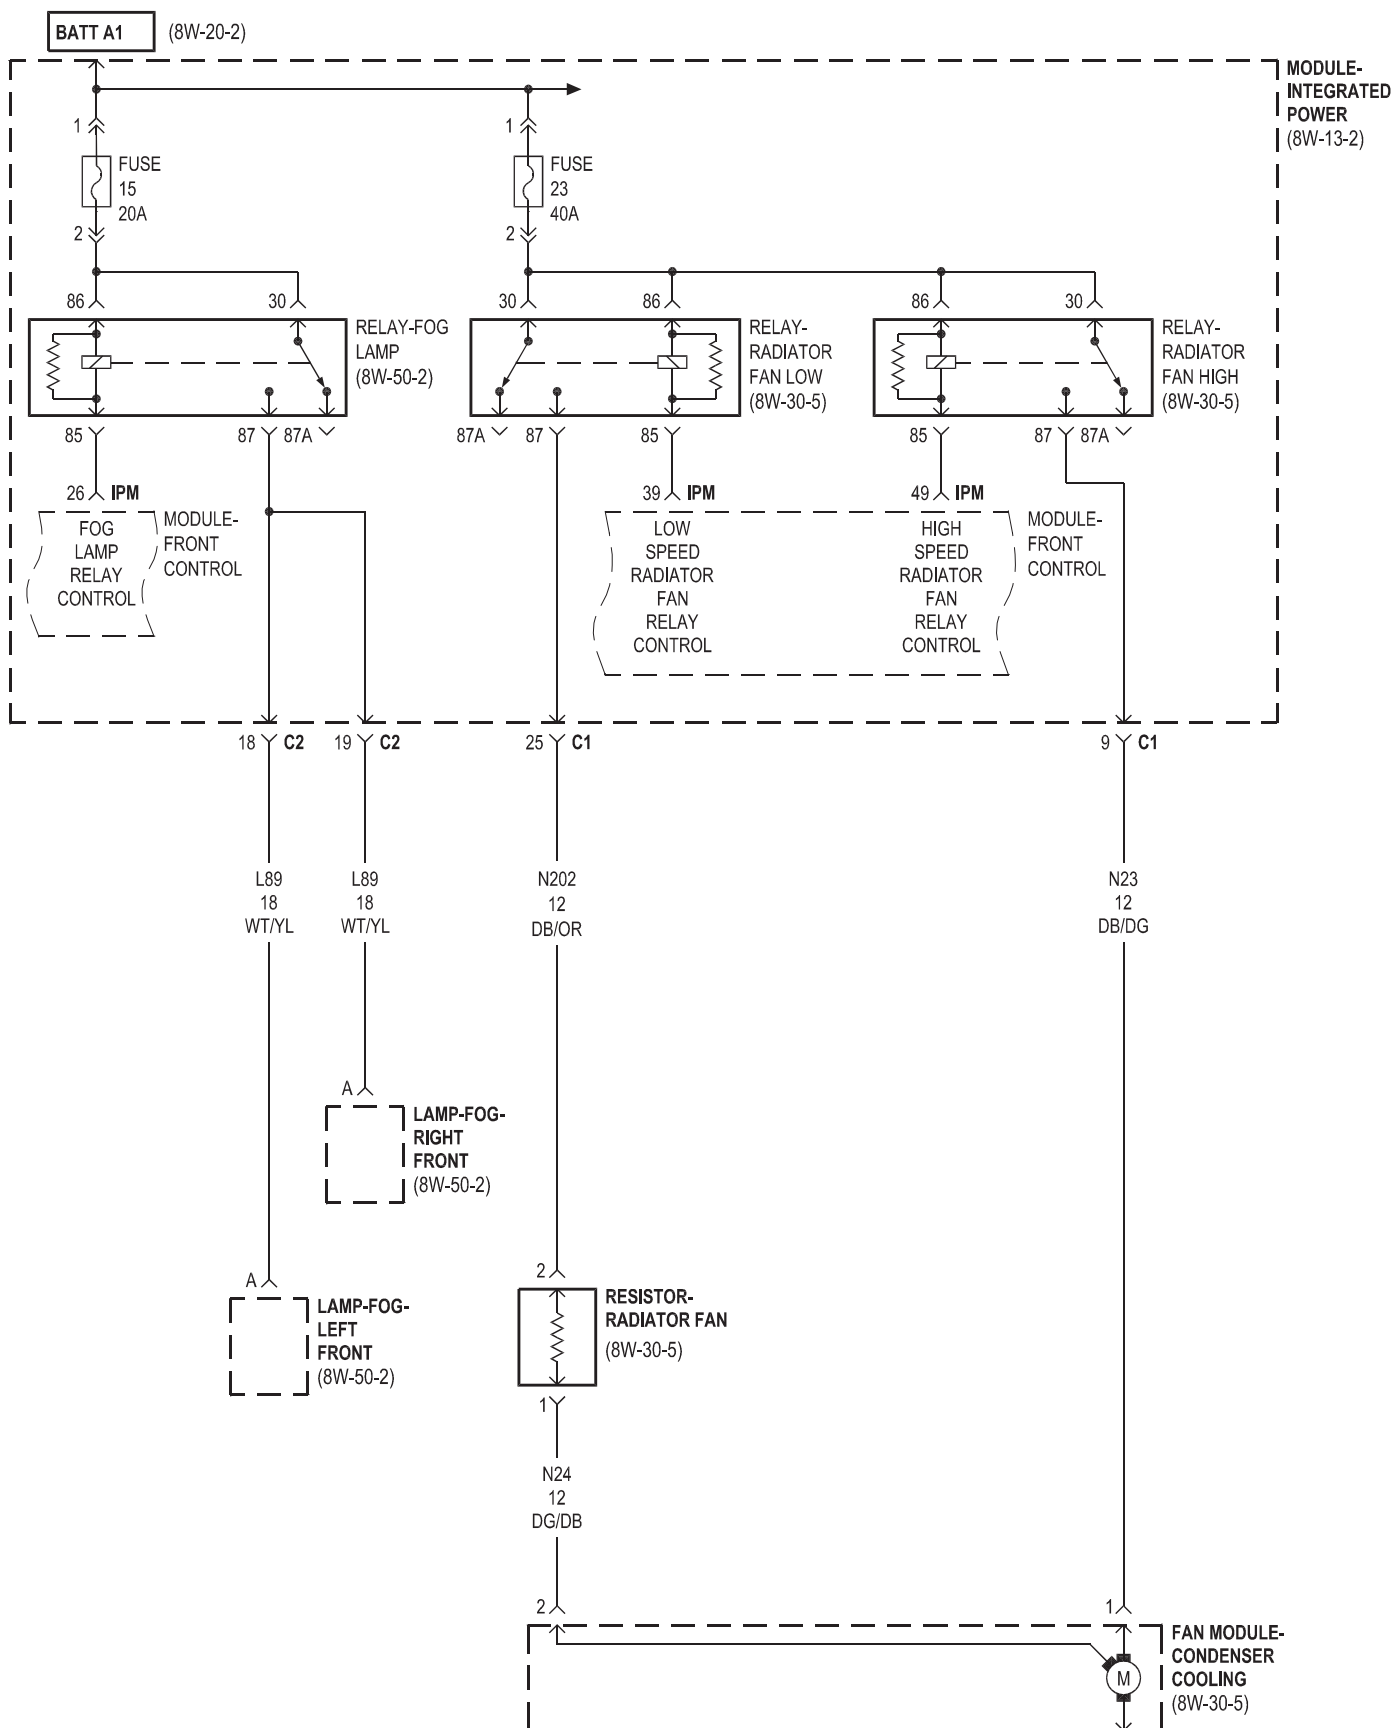 BATT A1 (8W-20-2)
MODULE-
INTEGRATED
POWER
(8W-13-2)
1
FUSE
15
20A
2
1
FUSE
23
40A
2
86
30
RELAY-FOG
LAMP
(8W-50-2)
85
87
87A
30
86
RELAY-
RADIATOR
FAN LOW
(8W-30-5)
87A
87
85
86
30
RELAY-
RADIATOR
FAN HIGH
(8W-30-5)
85
87
87A
26 IPM
FOG
LAMP
RELAY
CONTROL
MODULE-
FRONT
CONTROL
39 IPM
LOW
SPEED
RADIATOR
FAN
RELAY
CONTROL
49 IPM
HIGH
SPEED
RADIATOR
FAN
RELAY
CONTROL
MODULE-
FRONT
CONTROL
18 C2
19 C2
25 C1
9 C1
L89
18
WT/YL
L89
18
WT/YL
N202
12
DB/OR
N23
12
DB/DG
A
LAMP-FOG-
RIGHT
FRONT
(8W-50-2)
A
LAMP-FOG-
LEFT
FRONT
(8W-50-2)
2
RESISTOR-
RADIATOR FAN
(8W-30-5)
1
N24
12
DG/DB
2
1
FAN MODULE-
CONDENSER
COOLING
(8W-30-5)
M